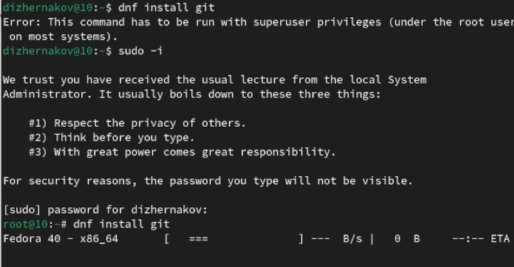 dizhernakov@10:~$ dnf install git
Error: This command has to be run with superuser privileges (under the root user
on most systems).
dizhernakov@10:~$ sudo -i
We trust you have received the usual lecture from the local System
Administrator. It usually boils down to these three things:
#1) Respect the privacy of others.
#2) Think before you type.
#3) With great power comes great responsibility.
For security reasons, the password you type will not be visible.
[sudo] password for dizhernakov:
root@10:~# dnf install git
Fedora 40 - x86_64 [ === ] --- B/s | 0 B --:-- ETA